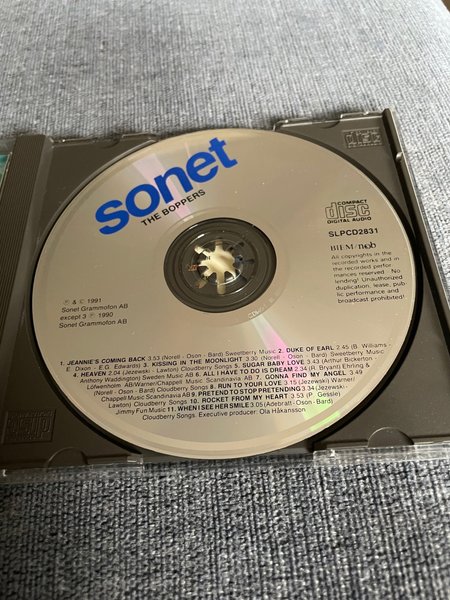 sonet
THE BOPPERS
COMPACT
disc
DIGITAL AUDIO
SLPCD2831
BIEM/n©b
All copyrights in the
recorded works and in
the recorded perfor-
mances reserved. No
lending! Unauthorized
duplication, lease, pu-
blic performance and
broadcast prohibited!
℗ & © 1991
Sonet Grammofon AB
except 3 ℗ 1990
Sonet Grammofon AB
1. JEANNIE'S COMING BACK 3.53 (Norell - Oson - Bard) Sweetberry Music 2. DUKE OF EARL 2.45 (B. Williams -
E. Dixon - E.G. Edwards) 3. KISSING IN THE MOONLIGHT 3.30 (Norell - Oson - Bard) Cloudberry Songs
4. HEAVEN 2.04 (Jezewski - Lawton) Cloudberry Songs 5. SUGAR BABY LOVE 3.43 (Arthur Bickerton -
Anthony Waddington) Sweden Music AB 6. ALL I HAVE TO DO IS DREAM 2.34 (R. Bryant) Ehrling &
Löfvenholm AB/Warner/Chappell Music Scandinavia AB 7. GONNA FIND MY ANGEL 3.49
(Norell - Oson - Bard) Cloudberry Songs 8. RUN TO YOUR LOVE 3.15 (Jezewski) Warner/
Chappell Music Scandinavia AB 9. PRETEND TO STOP PRETENDING 3.34 (Jezewski -
Lawton) Cloudberry Songs 10. ROCKET FROM MY HEART 3.53 (P. Gessle)
Jimmy Fun Music 11. WHEN I SEE HER SMILE 3.05 (Adebratt - Oson - Bard)
Cloudberry Songs. Executive producer: Ola Håkansson